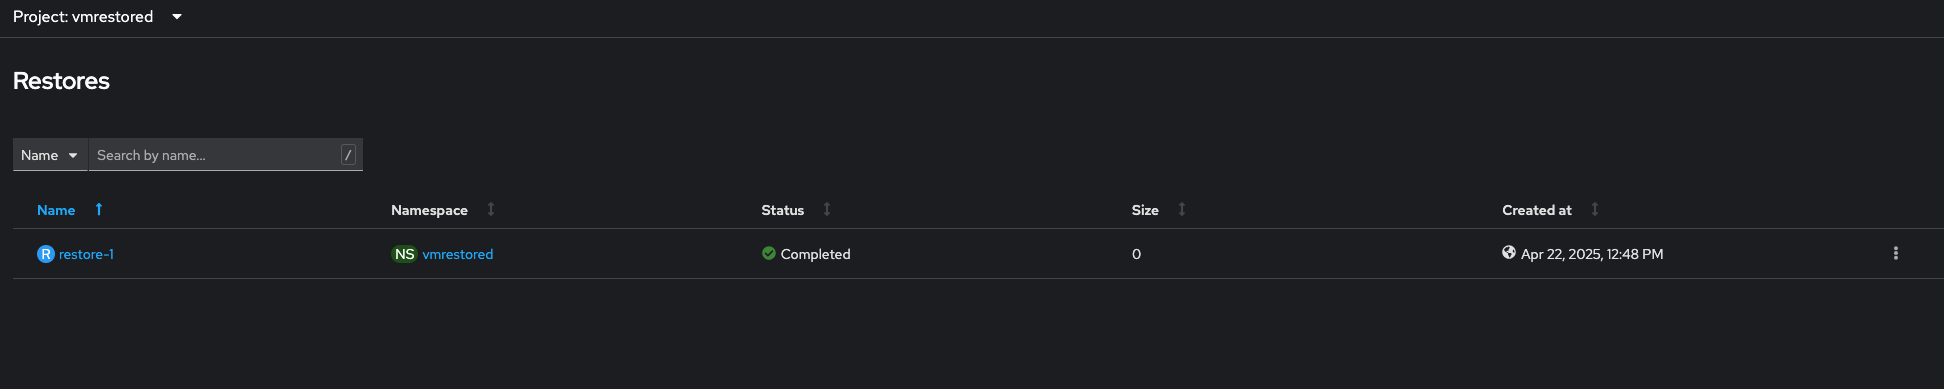 Project: vmrestored
Restores
Name Search by name... /
Name Namespace Status Size Created at
R restore-1 NS vmrestored Completed 0 Apr 22, 2025, 12:48 PM